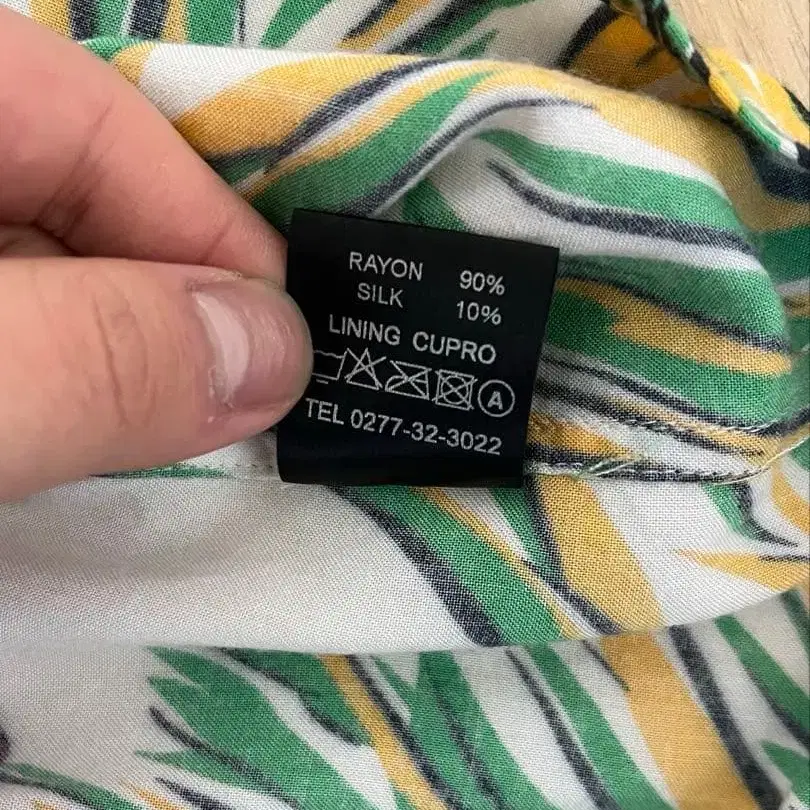 RAYON 90%
SILK 10%
LINING CUPRO
A
TEL 0277-32-3022